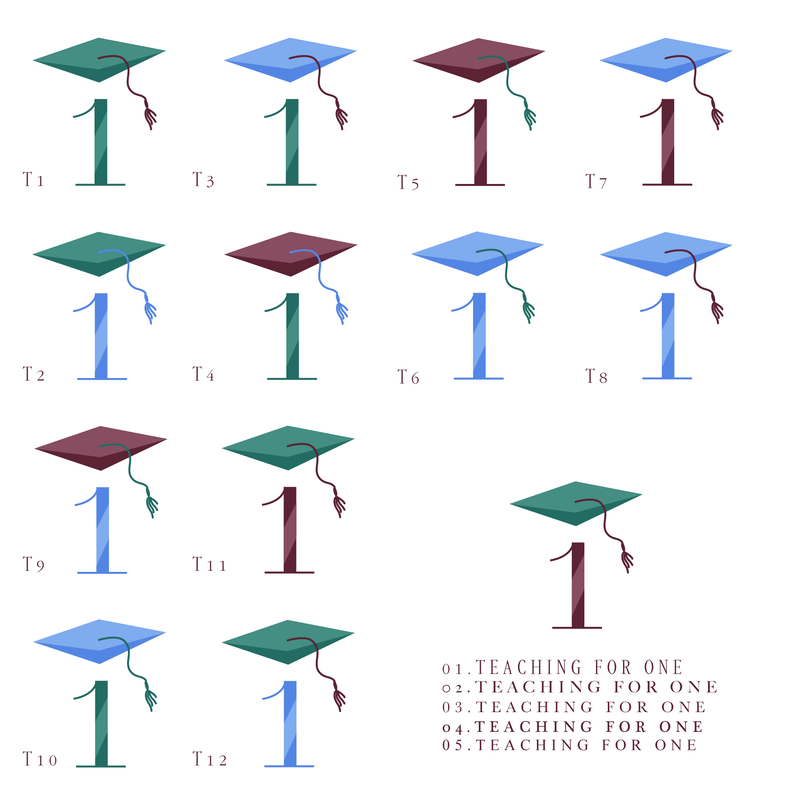 T1
T3
T5
T7
T2
T4
T6
T8
T9
T11
T10
T12
1
1
1
1
1
1
1
1
1
1
1
1
1
01.TEACHING FOR ONE
02.TEACHING FOR ONE
03.TEACHING FOR ONE
04.TEACHING FOR ONE
05.TEACHING FOR ONE